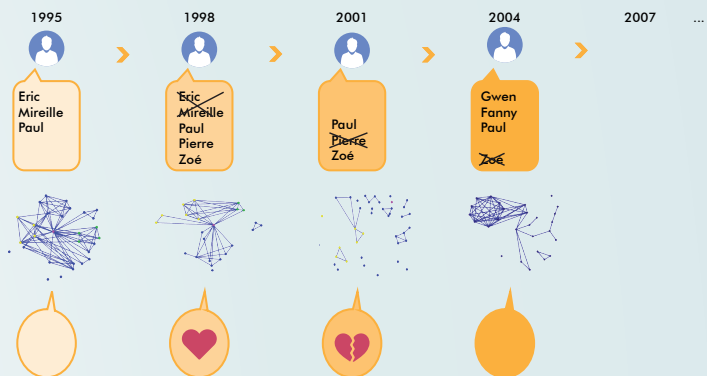 1995 1998 2001 2004 2007 ...
Eric
Mireille
Paul
Eric
Mireille
Paul
Pierre
Zoé
Paul
Pierre
Zoé
Gwen
Fanny
Paul
Zoé